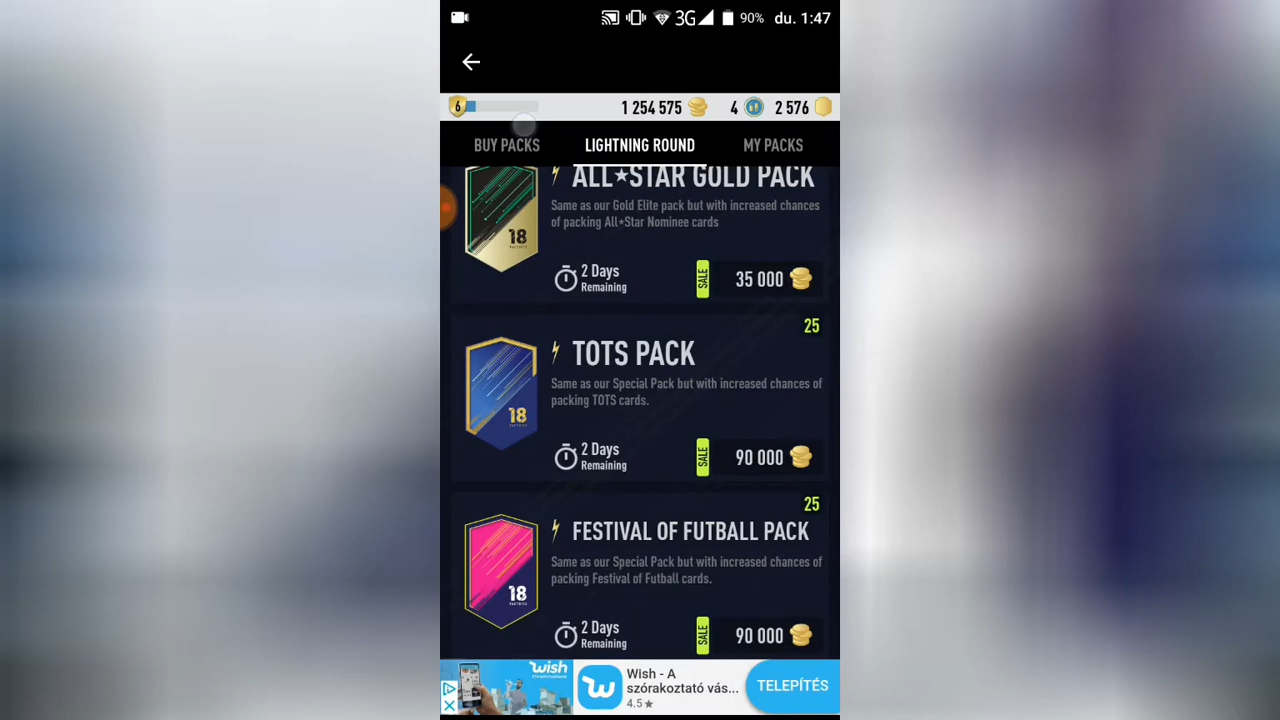 3G 90% du. 1:47
6 1 254 575 4 2 576
BUY PACKS LIGHTNING ROUND MY PACKS
ALL★STAR GOLD PACK
Same as our Gold Elite pack but with increased chances
of packing All★Star Nominee cards
18
2 Days
Remaining
SALE
35 000
25
TOTS PACK
Same as our Special Pack but with increased chances of
packing TOTS cards.
18
2 Days
Remaining
SALE
90 000
25
FESTIVAL OF FUTBALL PACK
Same as our Special Pack but with increased chances of
packing Festival of Futball cards.
18
2 Days
Remaining
SALE
90 000
wish
Wish - A
szórakoztató vás...
4.5★
TELEPÍTÉS